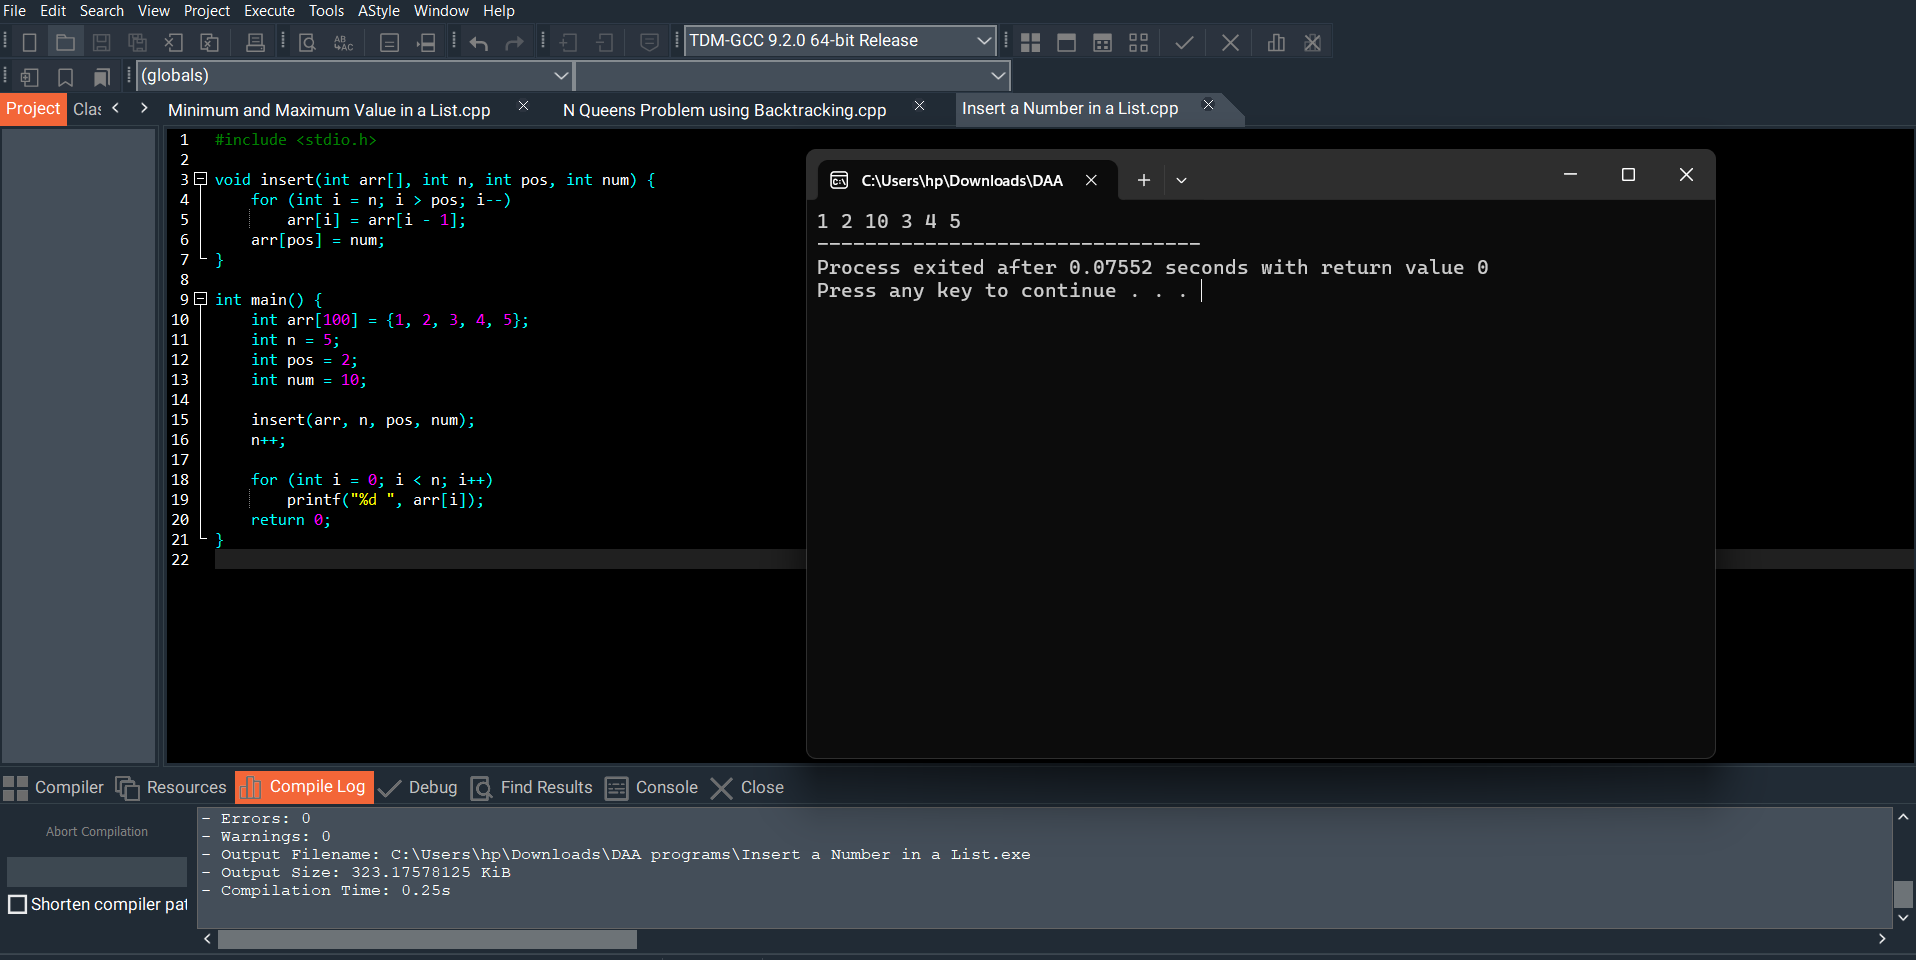 File Edit Search View Project Execute Tools AStyle Window Help
TDM-GCC 9.2.0 64-bit Release
(globals)
Project Clas Minimum and Maximum Value in a List.cpp N Queens Problem using Backtracking.cpp Insert a Number in a List.cpp
1 #include <stdio.h>
2
3 void insert(int arr[], int n, int pos, int num) {
4 for (int i = n; i > pos; i--)
5 arr[i] = arr[i - 1];
6 arr[pos] = num;
7 }
8
9 int main() {
10 int arr[100] = {1, 2, 3, 4, 5};
11 int n = 5;
12 int pos = 2;
13 int num = 10;
14
15 insert(arr, n, pos, num);
16 n++;
17
18 for (int i = 0; i < n; i++)
19 printf("%d ", arr[i]);
20 return 0;
21 }
22
C:\Users\hp\Downloads\DAA
1 2 10 3 4 5
--------------------------------
Process exited after 0.07552 seconds with return value 0
Press any key to continue . . .
Compiler Resources Compile Log Debug Find Results Console Close
Abort Compilation
Shorten compiler pat
- Errors: 0
- Warnings: 0
- Output Filename: C:\Users\hp\Downloads\DAA programs\Insert a Number in a List.exe
- Output Size: 323.17578125 KiB
- Compilation Time: 0.25s